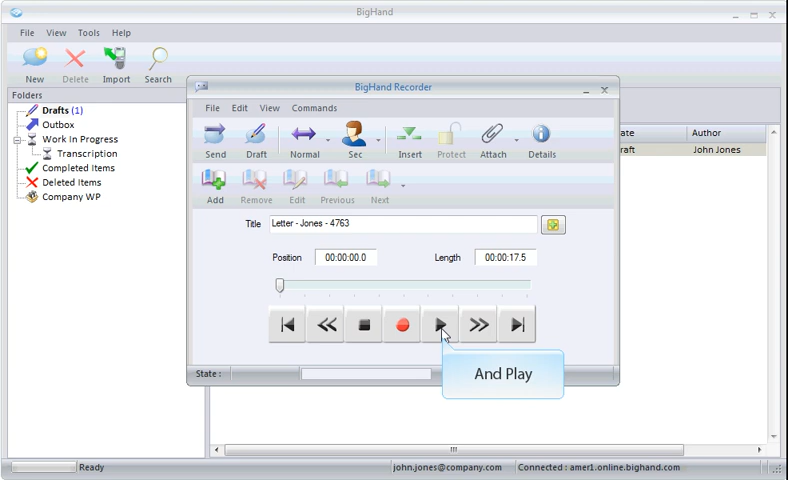 BigHand
File View Tools Help
New Delete Import Search
Folders
Drafts (1)
Outbox
Work In Progress
Transcription
Completed Items
Deleted Items
Company WP
ate Author
raft John Jones
BigHand Recorder
File Edit View Commands
Send Draft Normal Sec Insert Protect Attach Details
Add Remove Edit Previous Next
Title Letter - Jones - 4763
Position 00:00:00.0 Length 00:00:17.5
And Play
State :
Ready john.jones@company.com Connected : amer1.online.bighand.com